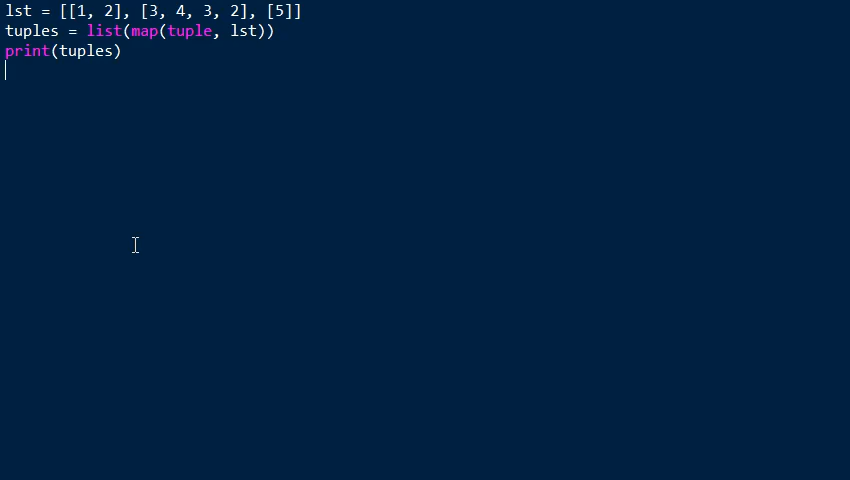 lst = [[1, 2], [3, 4, 3, 2], [5]]
tuples = list(map(tuple, lst))
print(tuples)